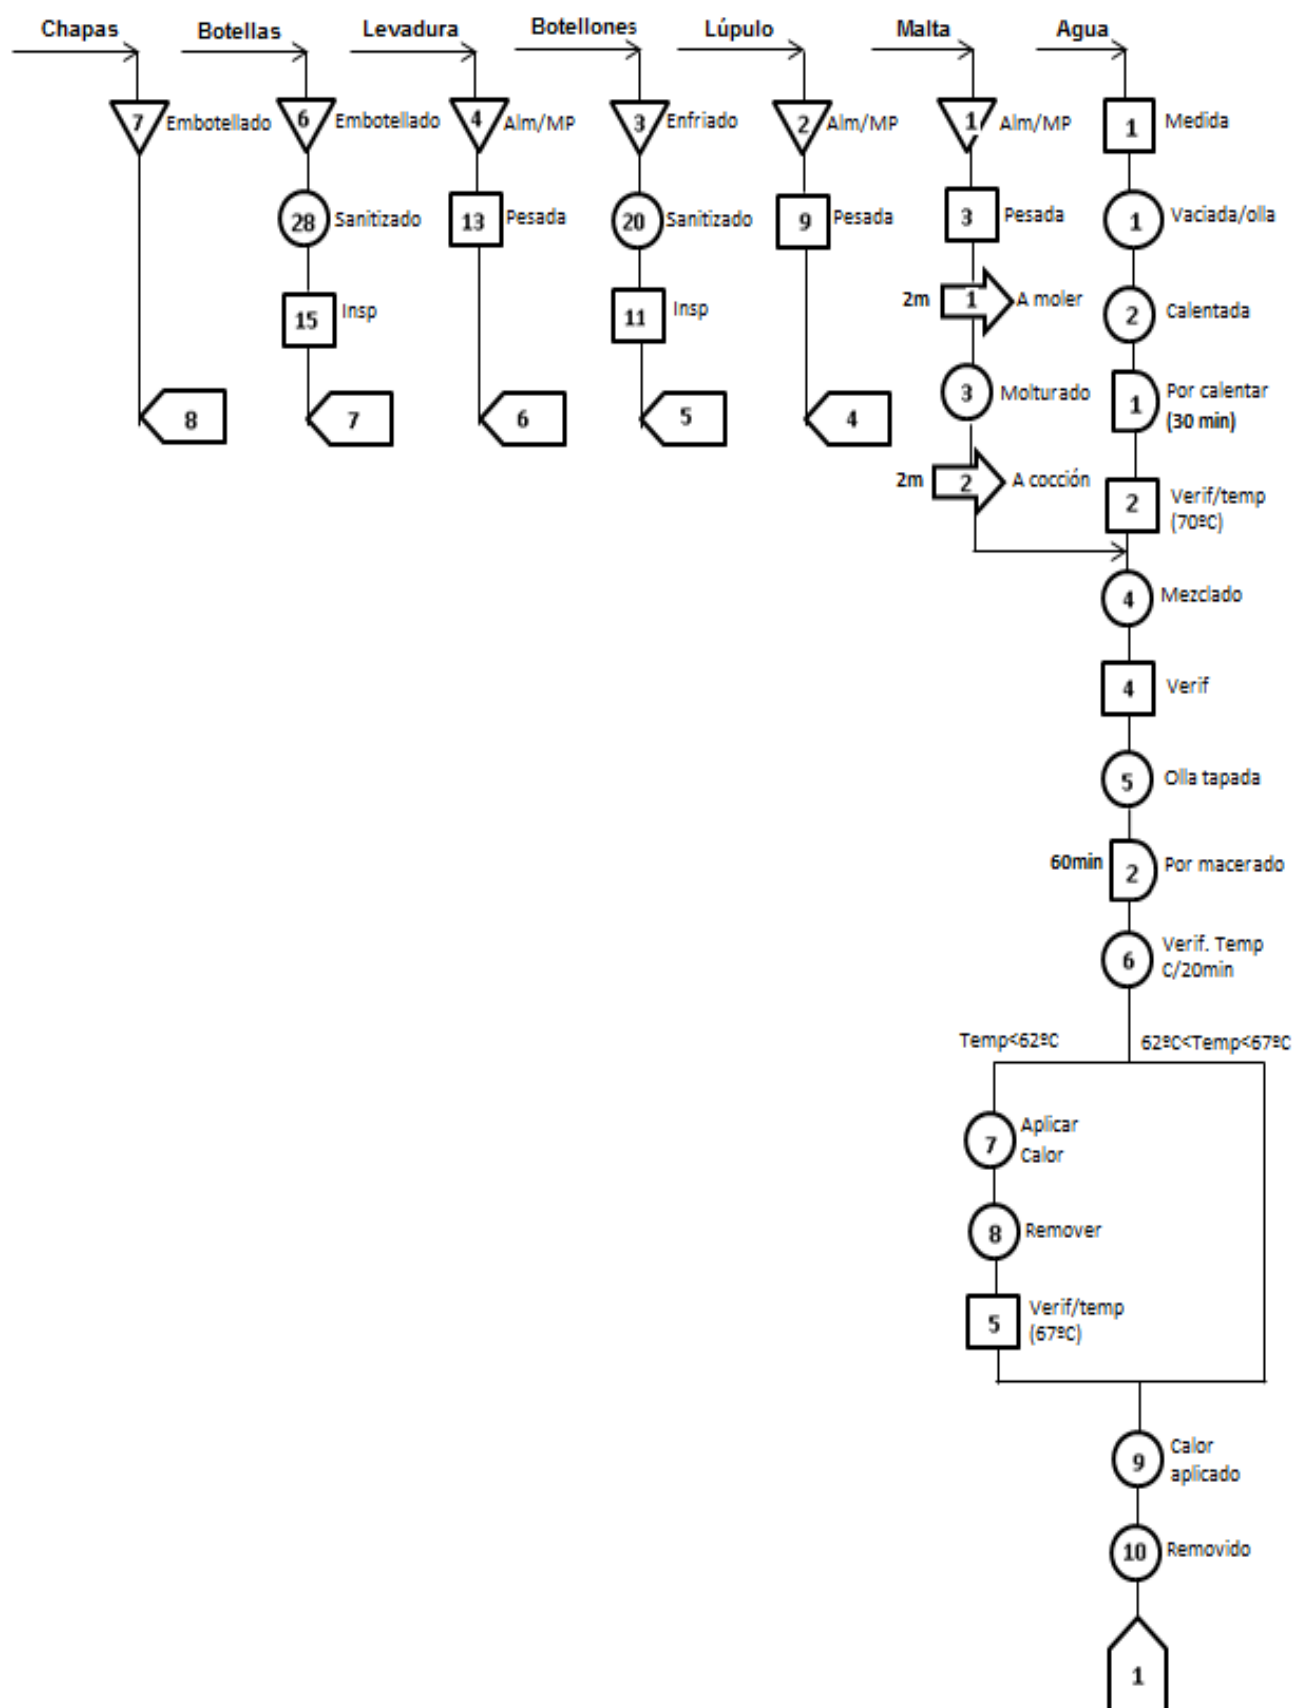 Chapas
Botellas
Levadura
Botellones
Lúpulo
Malta
Agua
7 Embotellado
6 Embotellado
4 Alm/MP
3 Enfriado
2 Alm/MP
1 Alm/MP
1 Medida
28 Sanitizado
13 Pesada
20 Sanitizado
9 Pesada
3 Pesada
1 Vaciada/olla
15 Insp
11 Insp
2m 1 A moler
2 Calentada
3 Molturado
1 Por calentar
(30 min)
8
7
6
5
4
2m 2 A cocción
2 Verif/temp
(70ºC)
4 Mezclado
4 Verif
5 Olla tapada
60min 2 Por macerado
6 Verif. Temp
C/20min
Temp<62ºC
62ºC<Temp<67ºC
7 Aplicar
Calor
8 Remover
5 Verif/temp
(67ºC)
9 Calor
aplicado
10 Removido
1